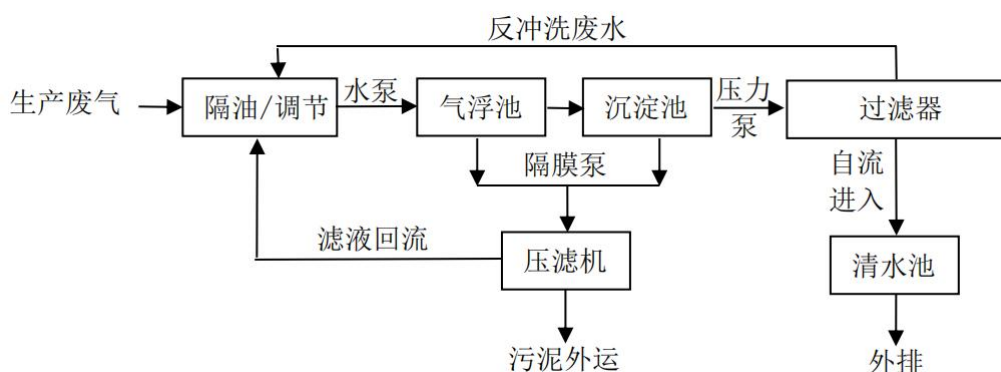 反冲洗废水
生产废气
隔油/调节
水泵
气浮池
沉淀池
压力
泵
过滤器
隔膜泵
自流
进入
滤液回流
压滤机
清水池
污泥外运
外排